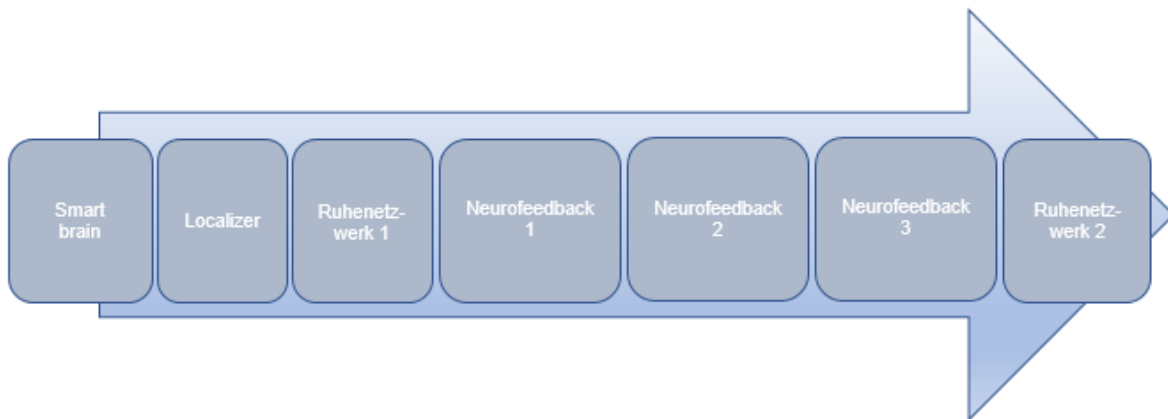 Smart
brain
Localizer
Ruhenetz-
werk 1
Neurofeedback
1
Neurofeedback
2
Neurofeedback
3
Ruhenetz-
werk 2